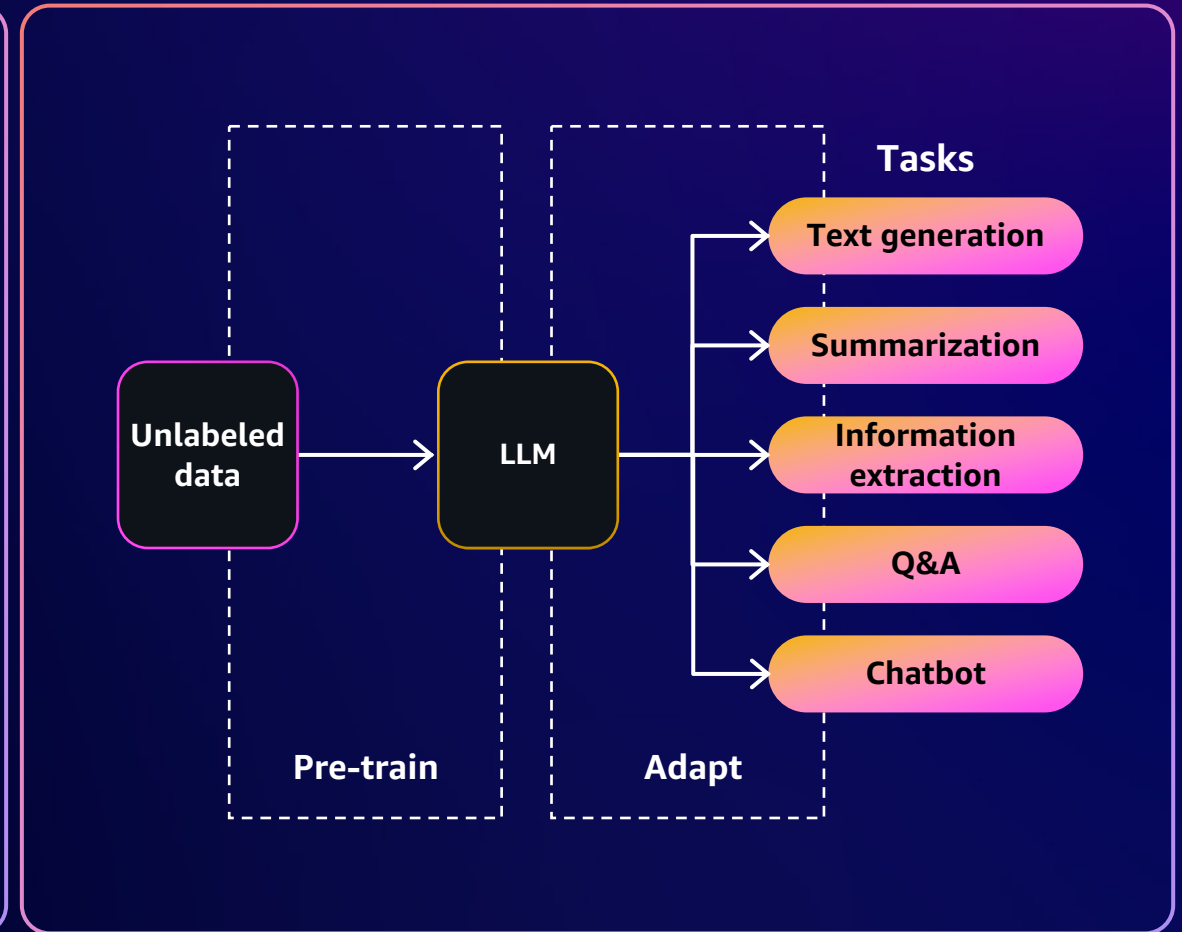 Tasks
Text generation
Summarization
Unlabeled
data
LLM
Information
extraction
Q&A
Chatbot
Pre-train
Adapt